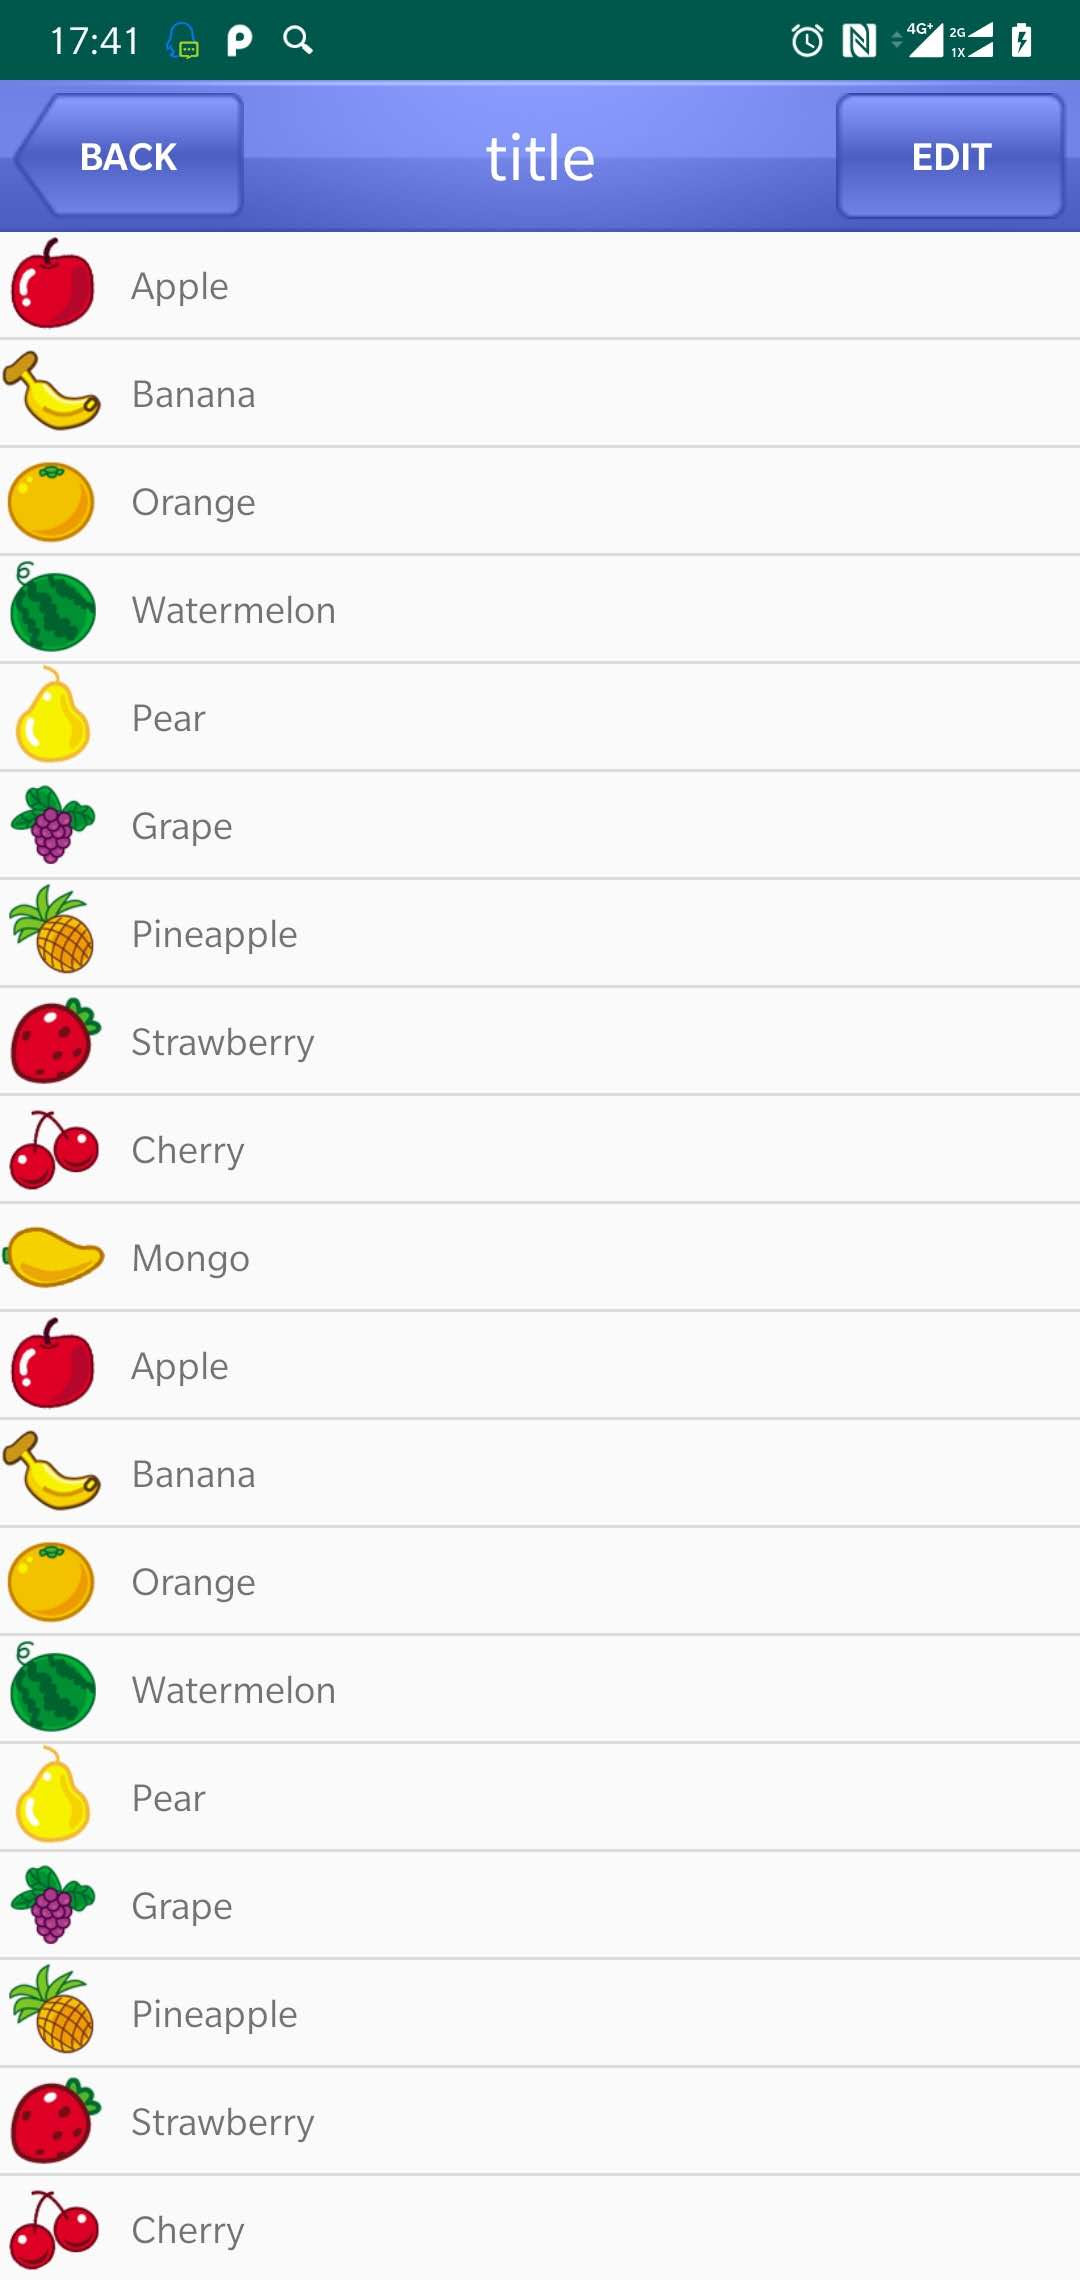 17:41
4G+ 2G
1X
BACK
title
EDIT
Apple
Banana
Orange
Watermelon
Pear
Grape
Pineapple
Strawberry
Cherry
Mongo
Apple
Banana
Orange
Watermelon
Pear
Grape
Pineapple
Strawberry
Cherry